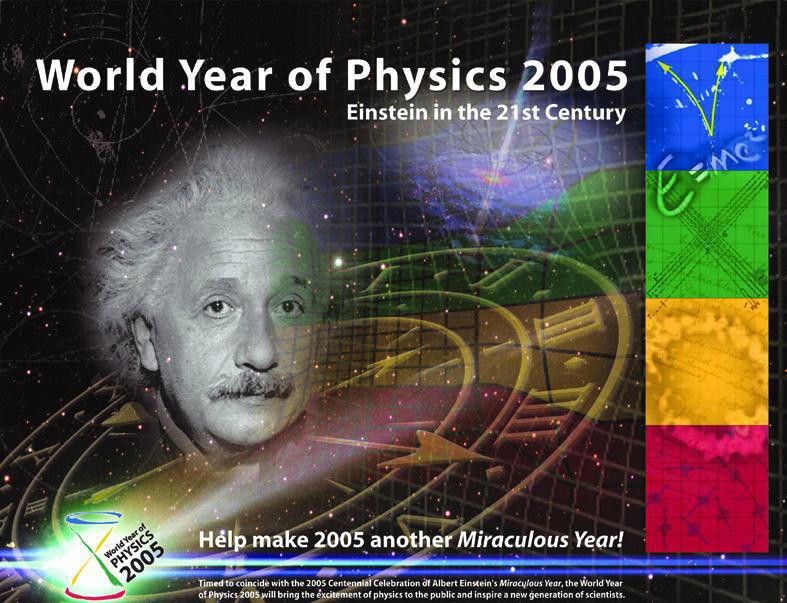 World Year of Physics 2005
Einstein in the 21st Century
E=mc²
World Year of
PHYSICS
2005
Help make 2005 another Miraculous Year!
Timed to coincide with the 2005 Centennial Celebration of Albert Einstein's Miraculous Year, the World Year
of Physics 2005 will bring the excitement of physics to the public and inspire a new generation of scientists.